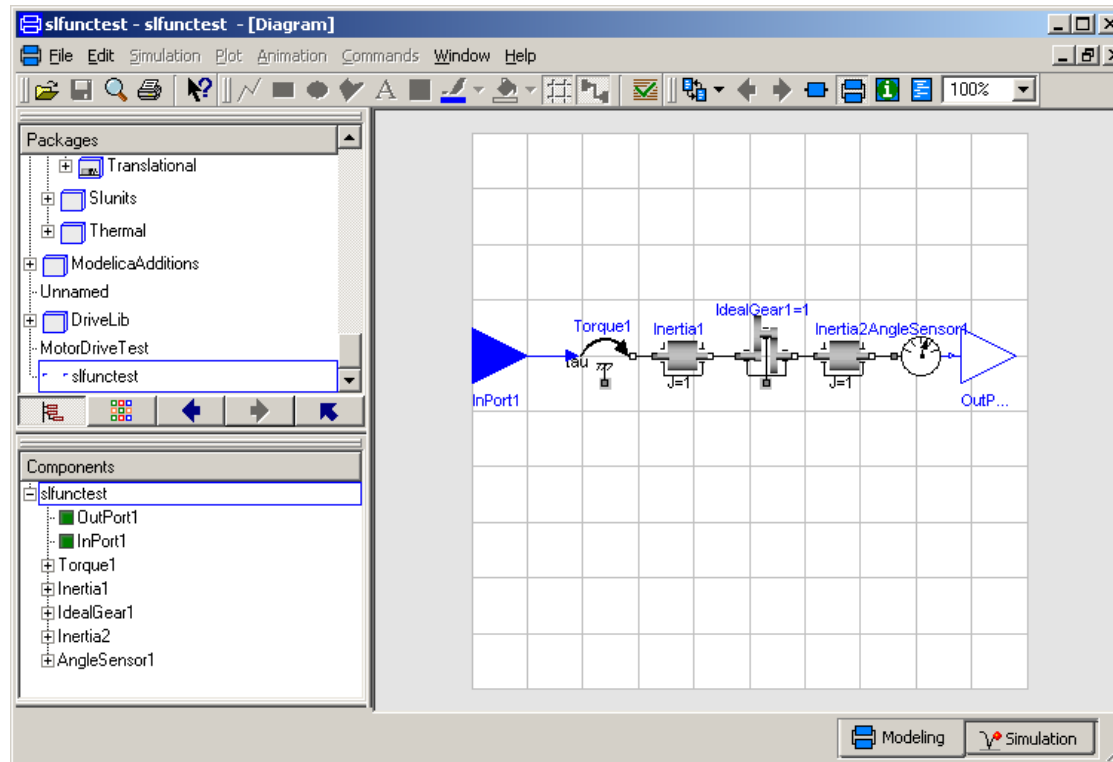 slfunctest - slfunctest - [Diagram]
File Edit Simulation Plot Animation Commands Window Help
A 100%
Packages
Translational
SIunits
Thermal
ModelicaAdditions
Unnamed
DriveLib
MotorDriveTest
slfunctest
Components
slfunctest
OutPort1
InPort1
Torque1
Inertia1
IdealGear1
Inertia2
AngleSensor1
IdealGear1=1
Torque1 Inertia1 Inertia2 AngleSensor1
tau
J=1 J=1
InPort1 OutP...
Modeling Simulation